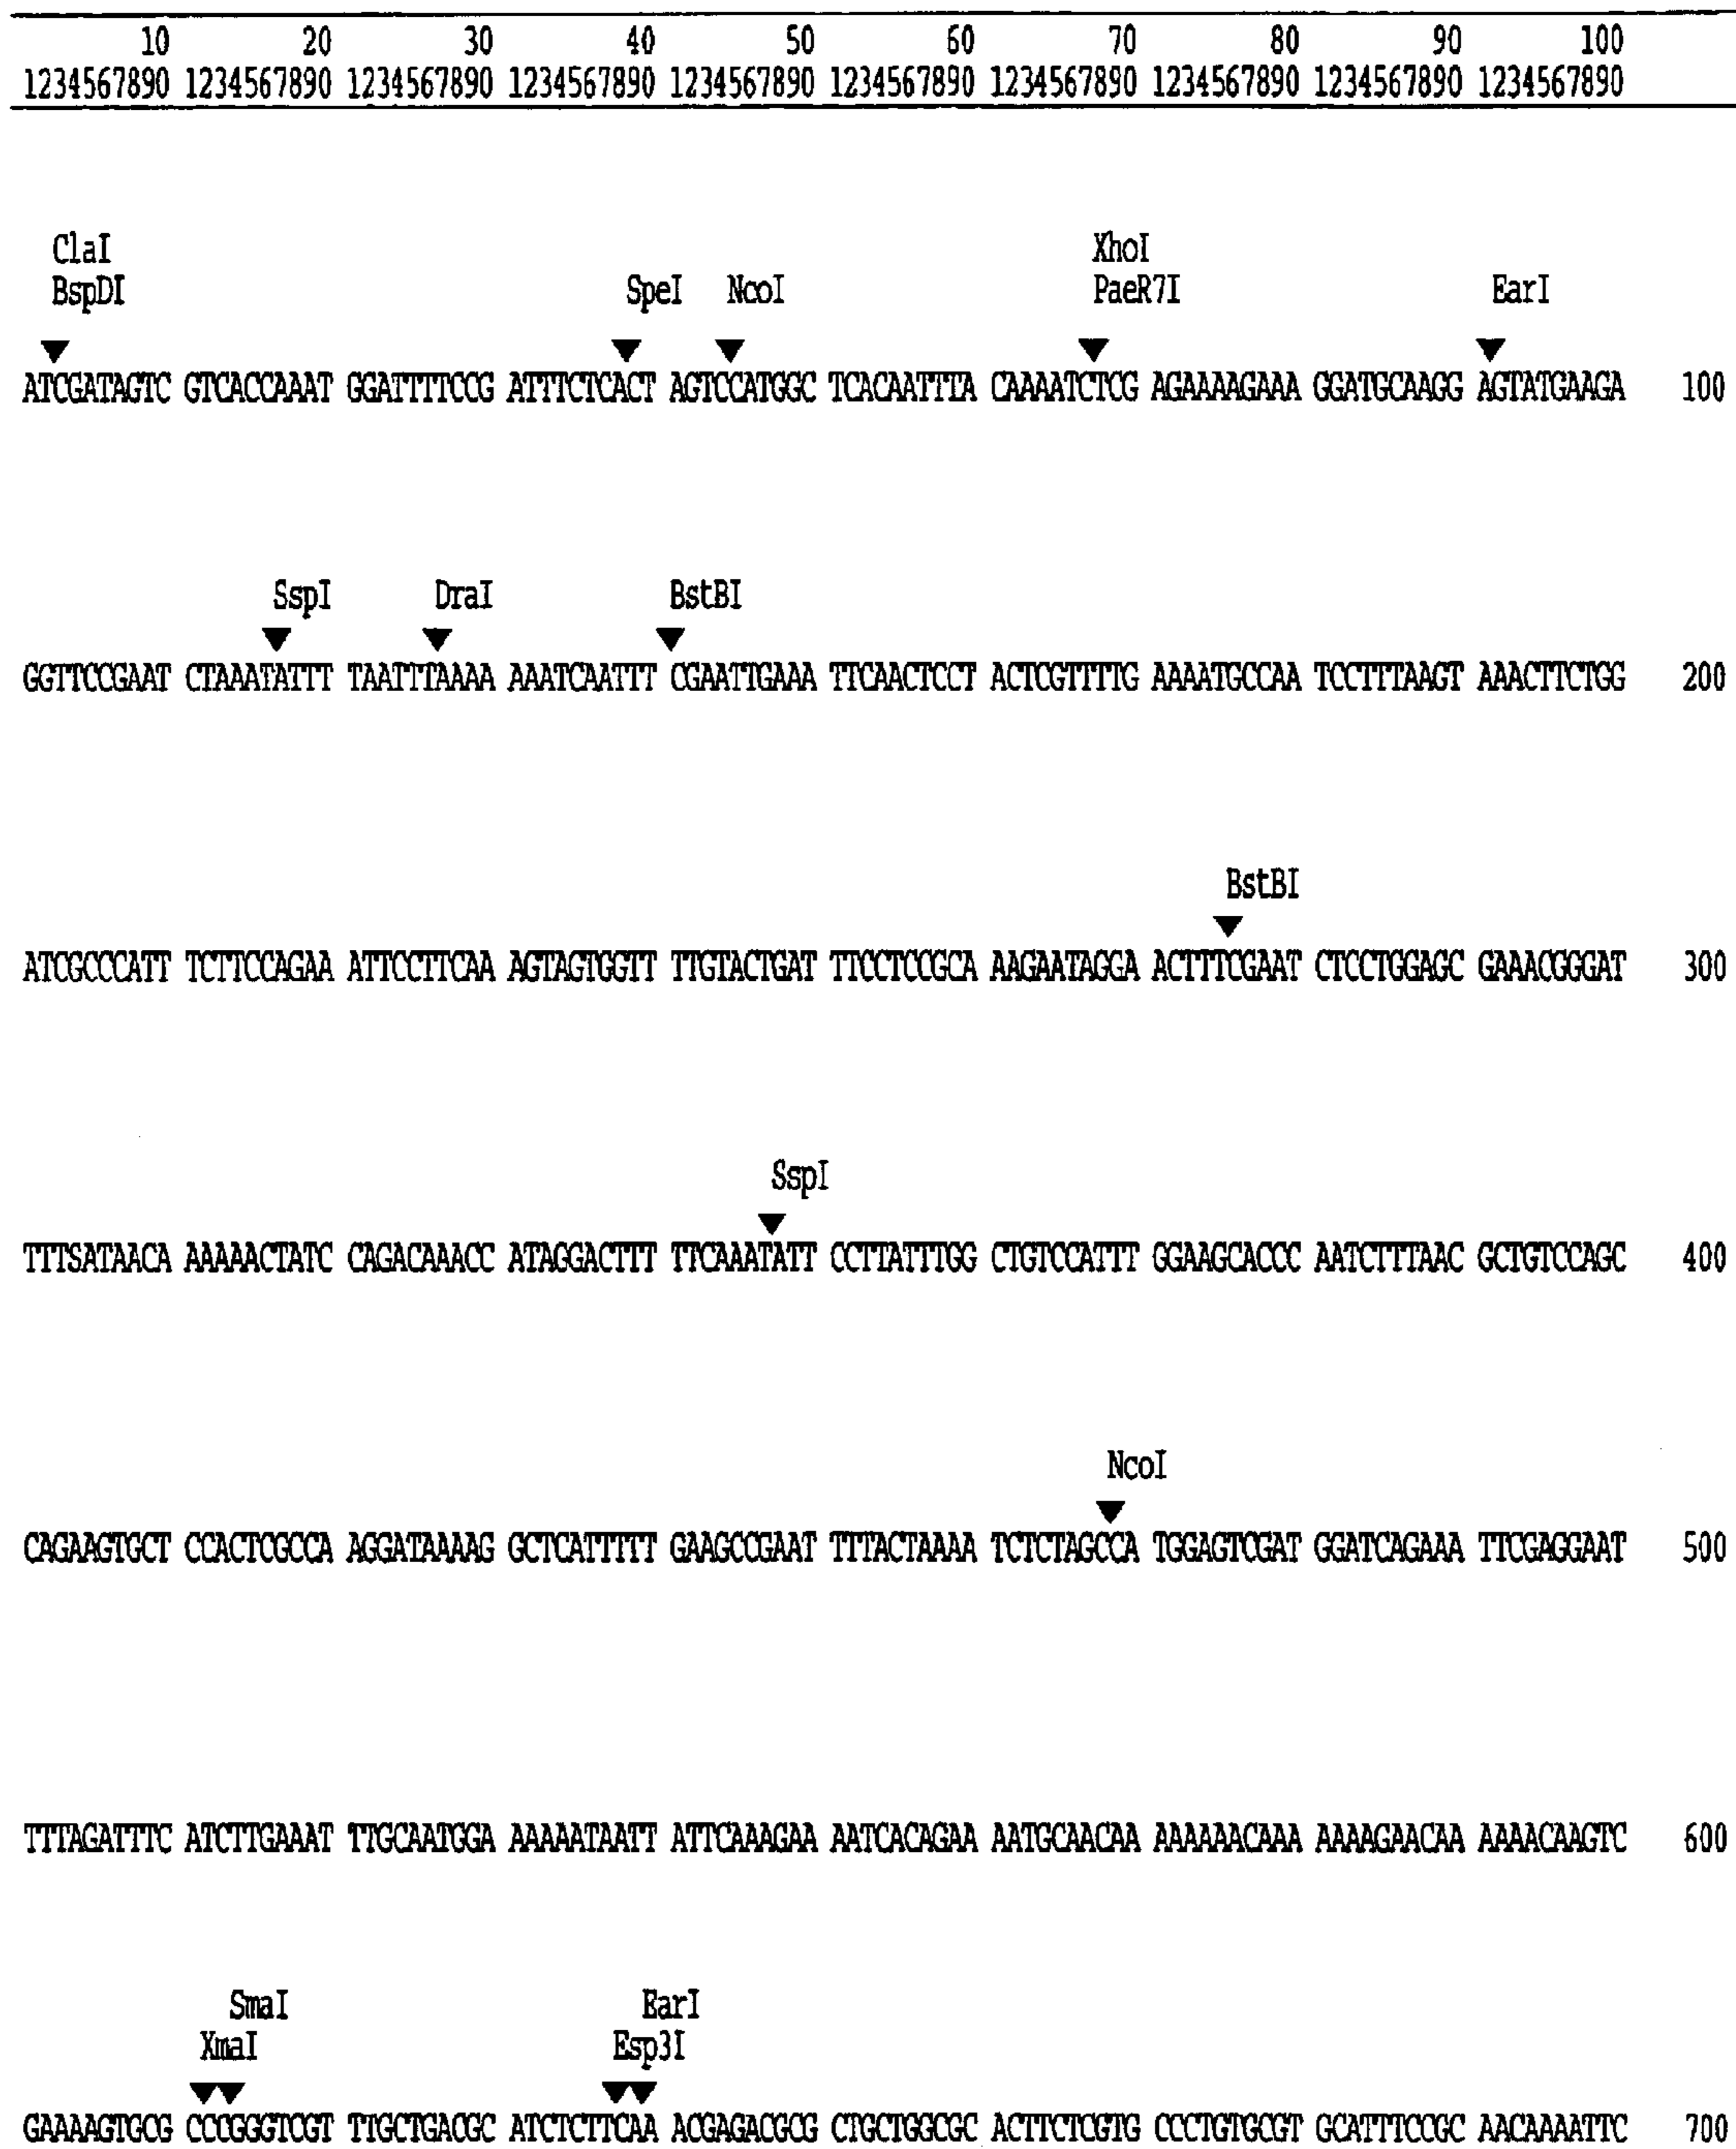 10 20 30 40 50 60 70 80 90 100
1234567890 1234567890 1234567890 1234567890 1234567890 1234567890 1234567890 1234567890 1234567890 1234567890
ClaI XhoI
BspDI SpeI NcoI PaeR7I EarI
ATCGATAGTC GTCACCAAAT GGATTTTCCG ATTTCTCACT AGTCCATGGC TCACAATTTA CAAAATCTCG AGAAAAGAAA GGATGCAAGG AGTATGAAGA 100
SspI DraI BstBI
GGTTCCGAAT CTAAATATTT TAATTTAAAA AAATCAATTT CGAATTGAAA TTCAACTCCT ACTCGTTTTG AAAATGCCAA TCCTTTAAGT AAACTTCTGG 200
BstBI
ATCGCCCATT TCTTCCAGAA ATTCCTTCAA AGTAGTGGTT TTGTACTGAT TTCCTCCGCA AAGAATAGGA ACTTTCGAAT CTCCTGGAGC GAAACGGGAT 300
SspI
TTTSATAACA AAAAACTATC CAGACAAACC ATAGGACTTT TTCAAATATT CCTTATTTGG CTGTCCATTT GGAAGCACCC AATCTTTAAC GCTGTCCAGC 400
NcoI
CAGAAGTGCT CCACTCGCCA AGGATAAAAG GCTCATTTTT GAAGCCGAAT TTTACTAAAA TCTCTAGCCA TGGAGTCGAT GGATCAGAAA TTCGAGGAAT 500
TTTAGATTTC ATCTTGAAAT TTGCAATGGA AAAAATAATT ATTCAAAGAA AATCACAGAA AATGCAACAA AAAAAACAAA AAAAGAACAA AAAACAAGTC 600
SmaI EarI
XmaI Esp3I
GAAAAGTGCG CCCGGGTCGT TTGCTGACGC ATCTCTTCAA ACGAGACGCG CTGCTGGCGC ACTTCTCGTG CCCTGTGCGT GCATTTCCGC AACAAAATTC 700